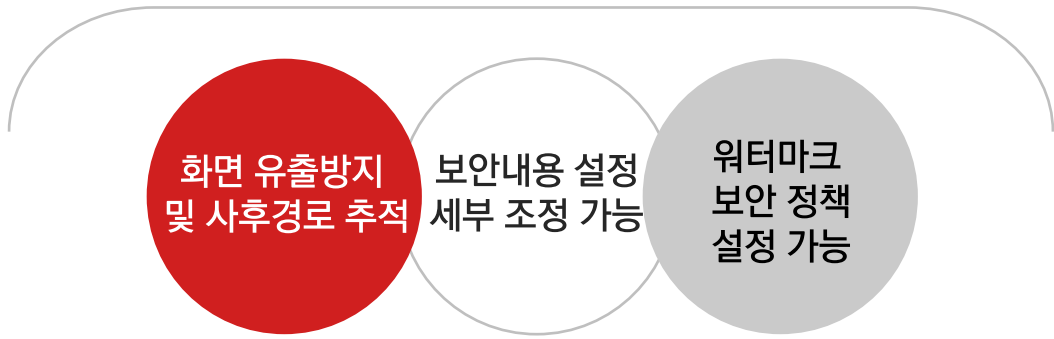 화면 유출방지
및 사후경로 추적
보안내용 설정
세부 조정 가능
워터마크
보안 정책
설정 가능